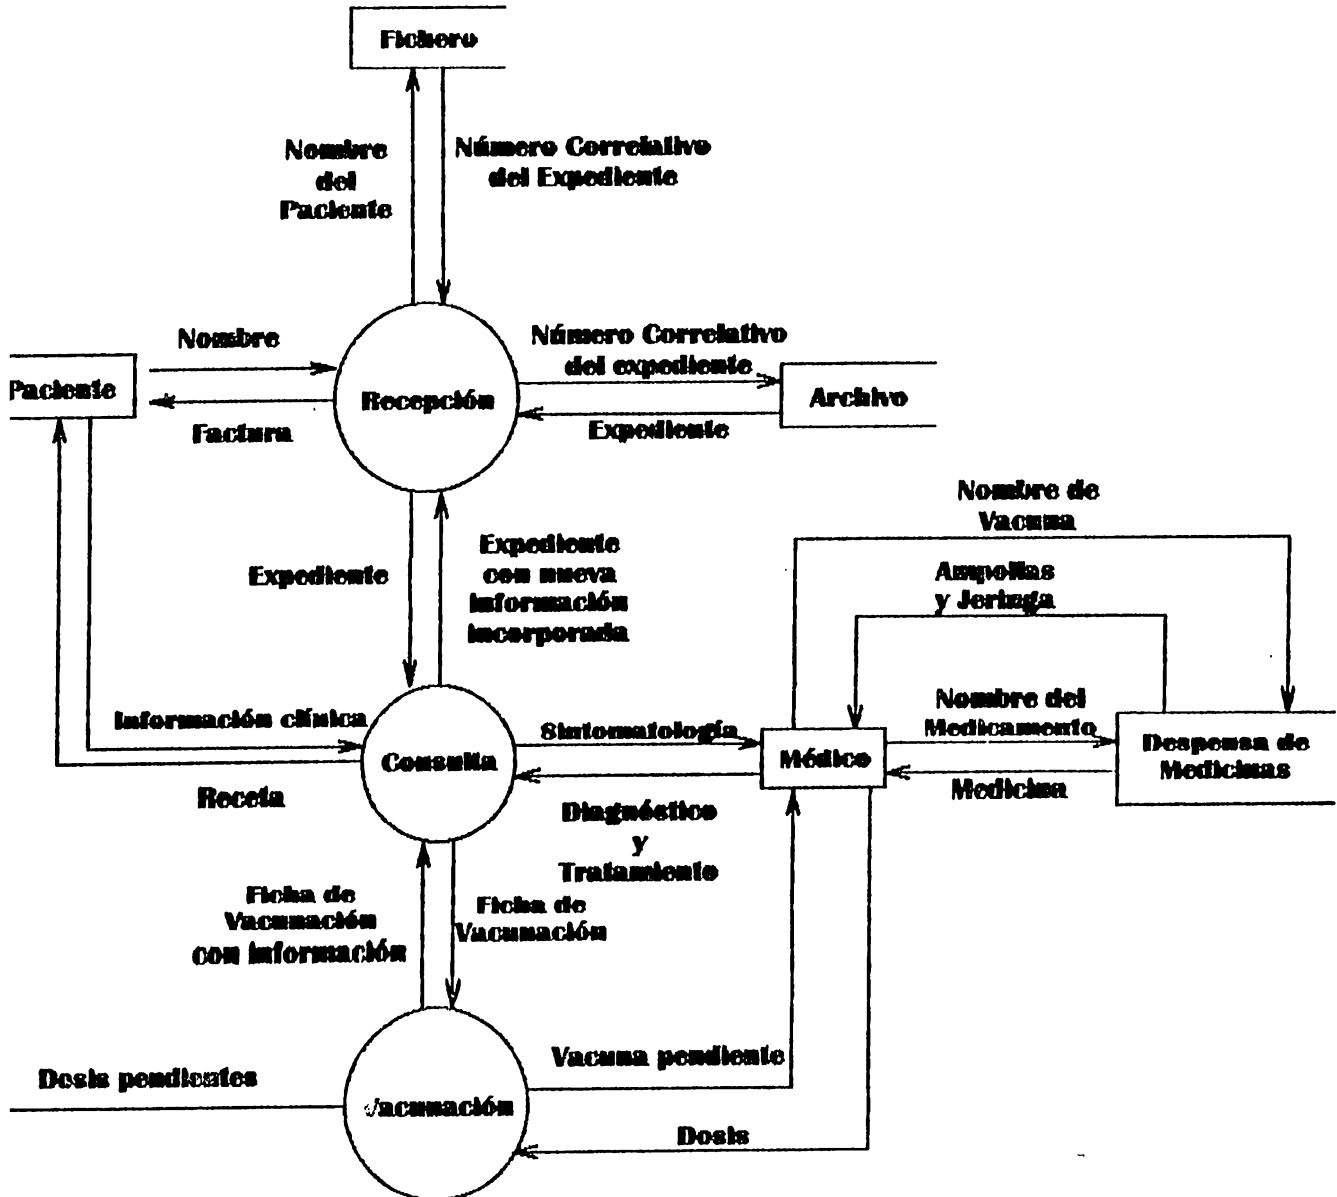 Fichero
Nombre
del
Paciente
Número Correlativo
del Expediente
Nombre
Número Correlativo
del expediente
Paciente
Recepción
Archivo
Factura
Expediente
Nombre de
Vacuna
Expediente
Expediente
con nueva
información
incorporada
Ampollas
y Jeringa
Información clínica
Sintomatología
Nombre del
Medicamento
Consulta
Médico
Despensa de
Medicinas
Receta
Medicina
Diagnóstico
y
Tratamiento
Ficha de
Vacunación
con información
Ficha de
Vacunación
Vacuna pendiente
Dosis pendientes
Vacunación
Dosis